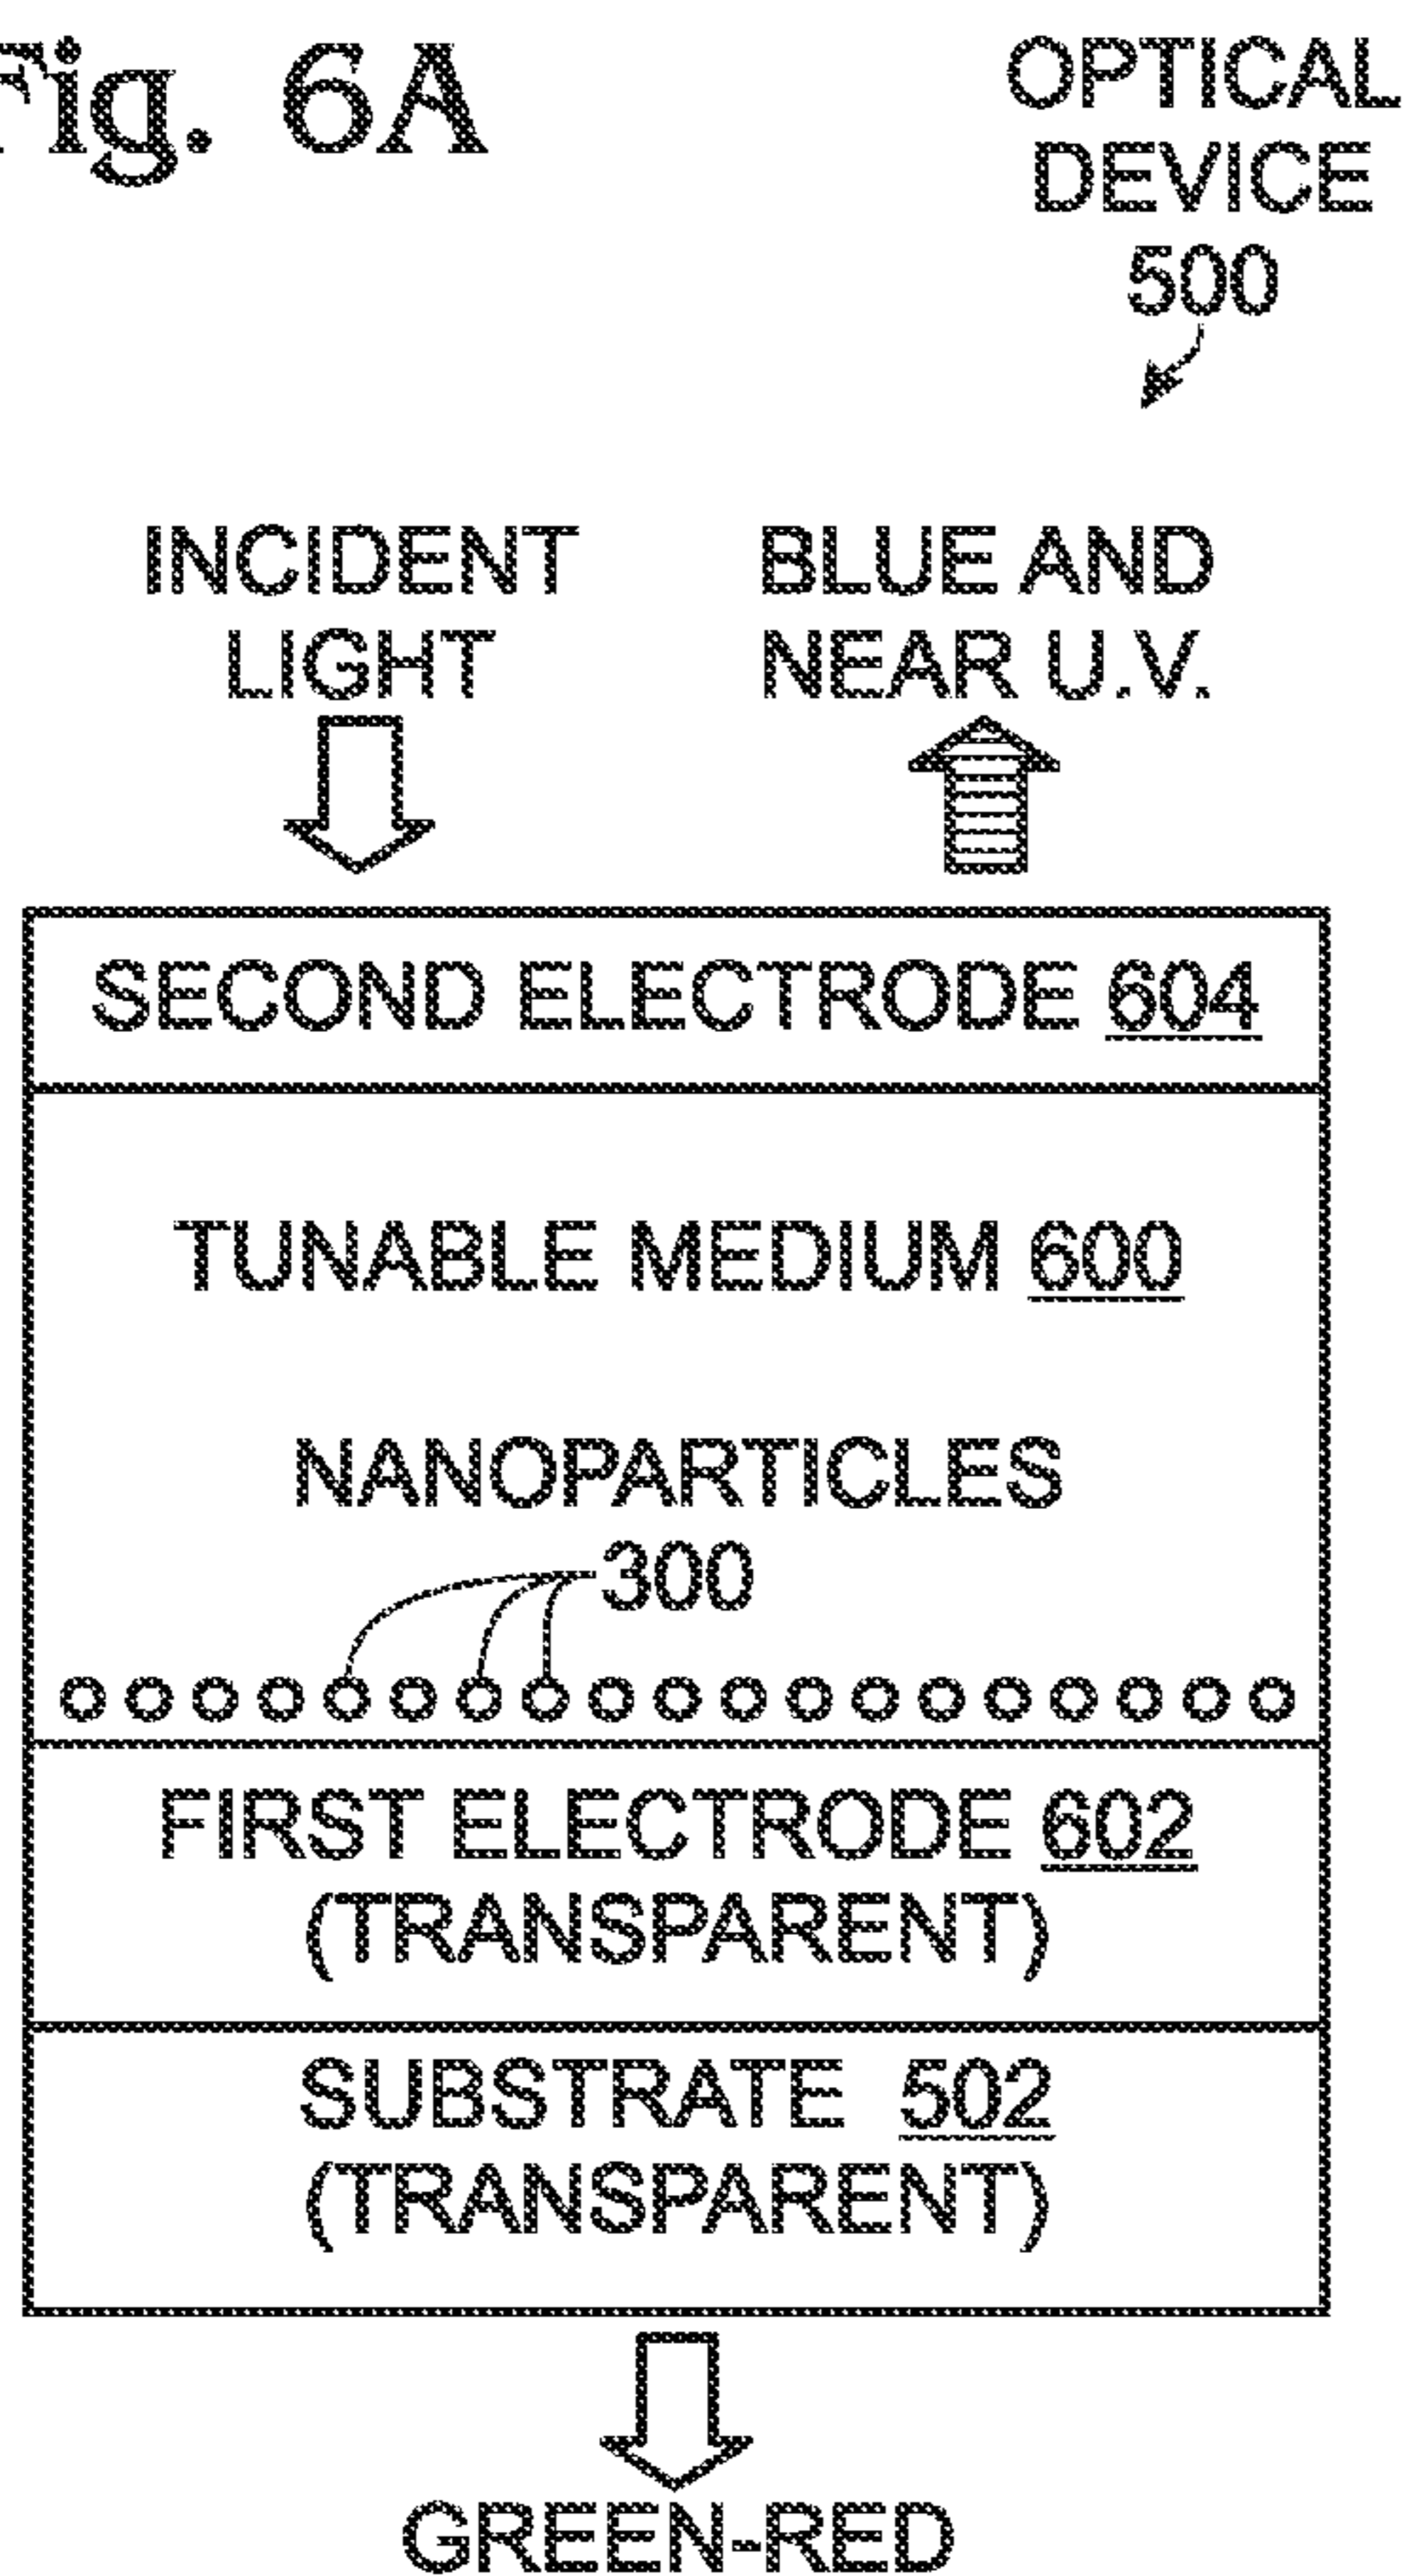 Fig. 6A
OPTICAL
DEVICE
500
INCIDENT
LIGHT
BLUE AND
NEAR U.V.
SECOND ELECTRODE 604
TUNABLE MEDIUM 600
NANOPARTICLES
300
FIRST ELECTRODE 602
(TRANSPARENT)
SUBSTRATE 502
(TRANSPARENT)
GREEN-RED